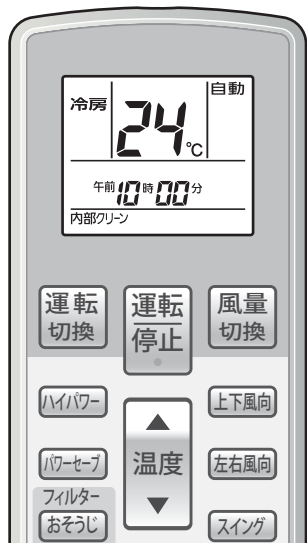 冷房 24℃ 自動
午前10時00分
内部クリーン
運転切換
運転停止
風量切換
ハイパワー
上下風向
▲
温度
▼
パワーセーブ
左右風向
フィルター
おそうじ
スイング